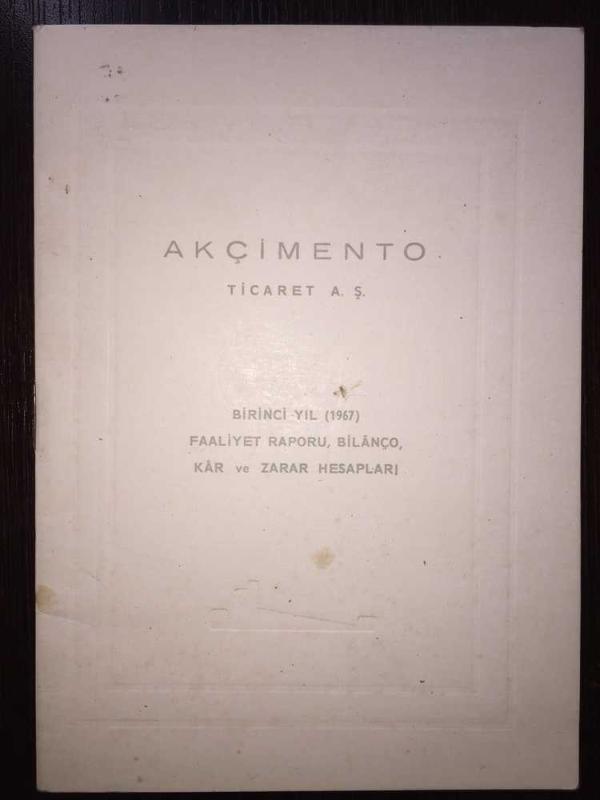 AKÇİMENTO
TİCARET A. Ş.
BİRİNCİ YIL (1967)
FAALİYET RAPORU, BİLÂNÇO,
KÂR ve ZARAR HESAPLARI